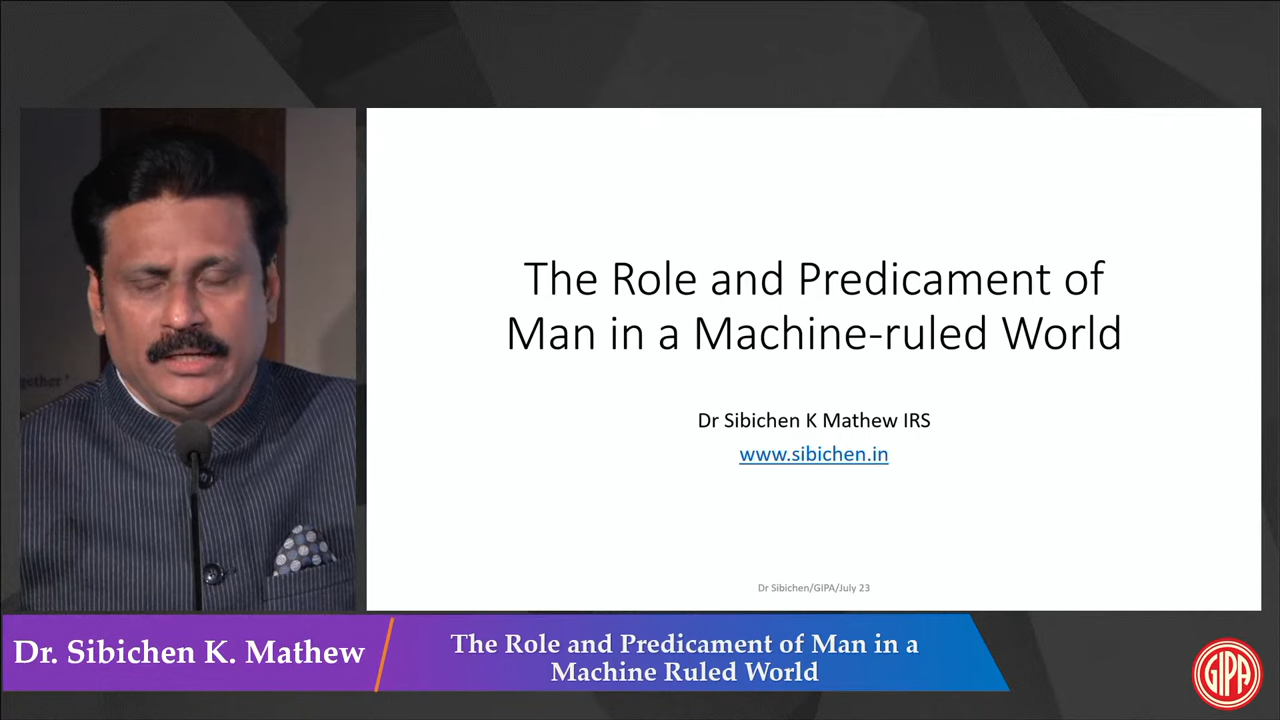 gether"
The Role and Predicament of
Man in a Machine-ruled World
Dr Sibichen K Mathew IRS
www.sibichen.in
Dr Sibichen/GIPA/July 23
Dr. Sibichen K. Mathew
The Role and Predicament of Man in a
Machine Ruled World
GIPA